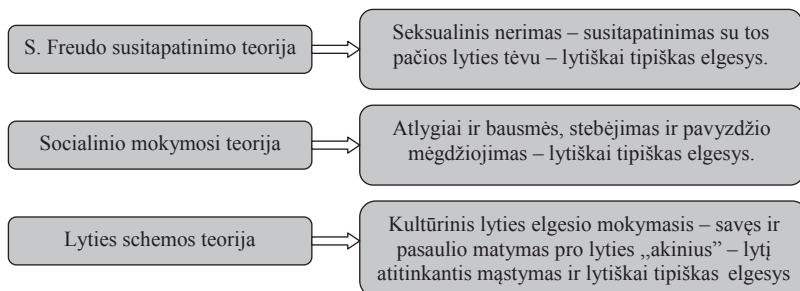 S. Freudo susitapatinimo teorija
Seksualinis nerimas – susitapatinimas su tos
pačios lyties tėvu – lytiškai tipiškas elgesys.
Socialinio mokymosi teorija
Atlygiai ir bausmės, stebėjimas ir pavyzdžio
mėgdžiojimas – lytiškai tipiškas elgesys.
Lyties schemos teorija
Kultūrinis lyties elgesio mokymasis – savęs ir
pasaulio matymas pro lyties ,,akinius” – lytį
atitinkantis mąstymas ir lytiškai tipiškas elgesys